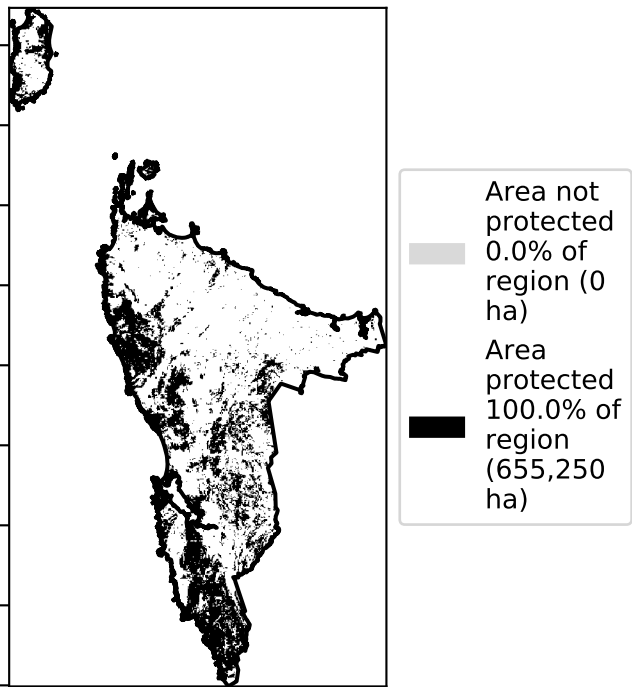 Area not
protected
0.0% of
region (0
ha)
Area
protected
100.0% of
region
(655,250
ha)